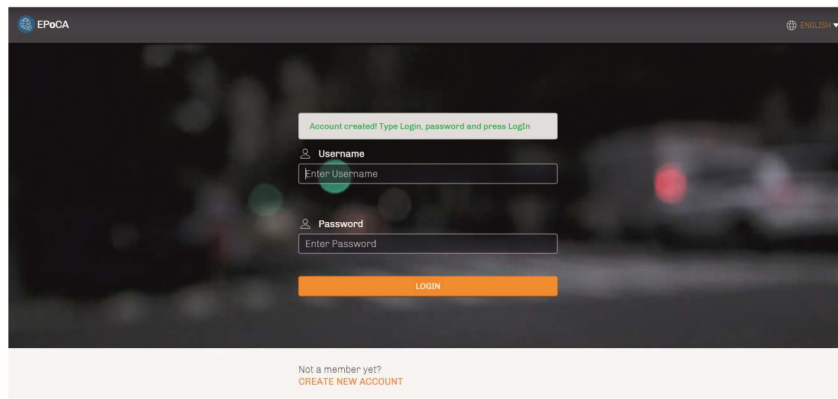 EPoCA
ENGLISH
Account created! Type Login, password and press LogIn
Username
Enter Username
Password
Enter Password
LOGIN
Not a member yet?
CREATE NEW ACCOUNT